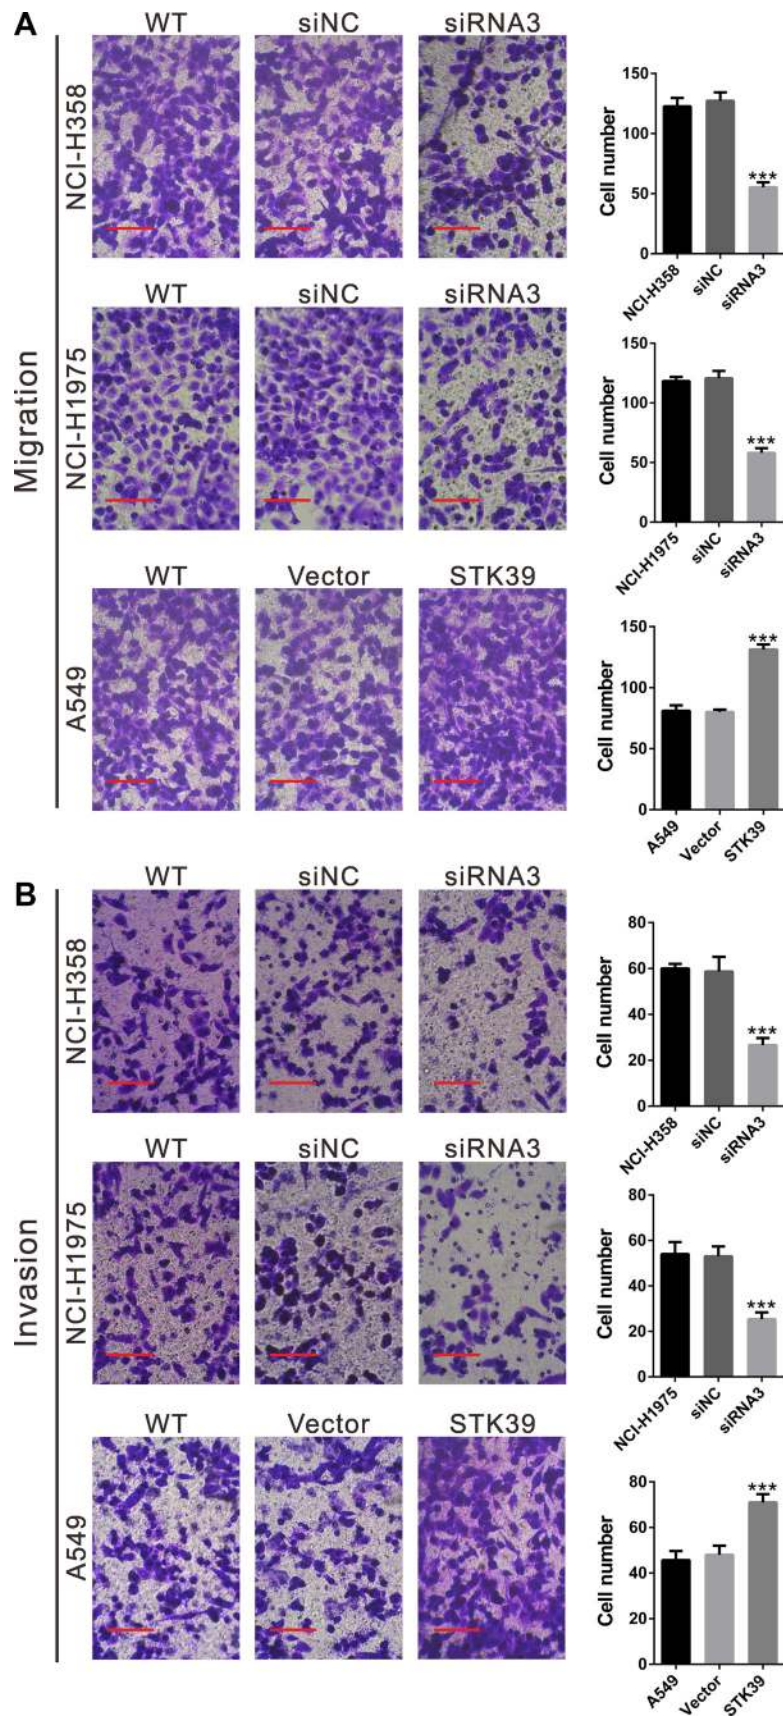 A
WT siNC siRNA3
NCI-H358
150
100
50
0
Cell number
***
NCI-H358 siNC siRNA3
Migration
WT siNC siRNA3
NCI-H1975
150
100
50
0
Cell number
***
NCI-H1975 siNC siRNA3
WT Vector STK39
A549
150
100
50
0
Cell number
***
A549 Vector STK39
B
WT siNC siRNA3
NCI-H358
80
60
40
20
0
Cell number
***
NCI-H358 siNC siRNA3
Invasion
WT siNC siRNA3
NCI-H1975
80
60
40
20
0
Cell number
***
NCI-H1975 siNC siRNA3
WT Vector STK39
A549
80
60
40
20
0
Cell number
***
A549 Vector STK39